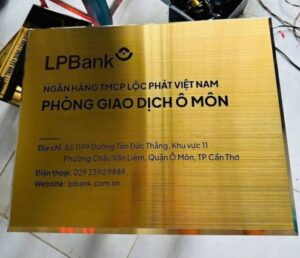 LPBank
NGÂN HÀNG TMCP LỘC PHÁT VIỆT NAM
PHÒNG GIAO DỊCH Ô MÔN
Địa chỉ: Số 1199 Đường Tôn Đức Thắng, Khu vực 11
Phường Châu Văn Liêm, Quận Ô Môn, TP Cần Thơ
Điện thoại: 029 2390 9889
Website: lpbank.com.vn